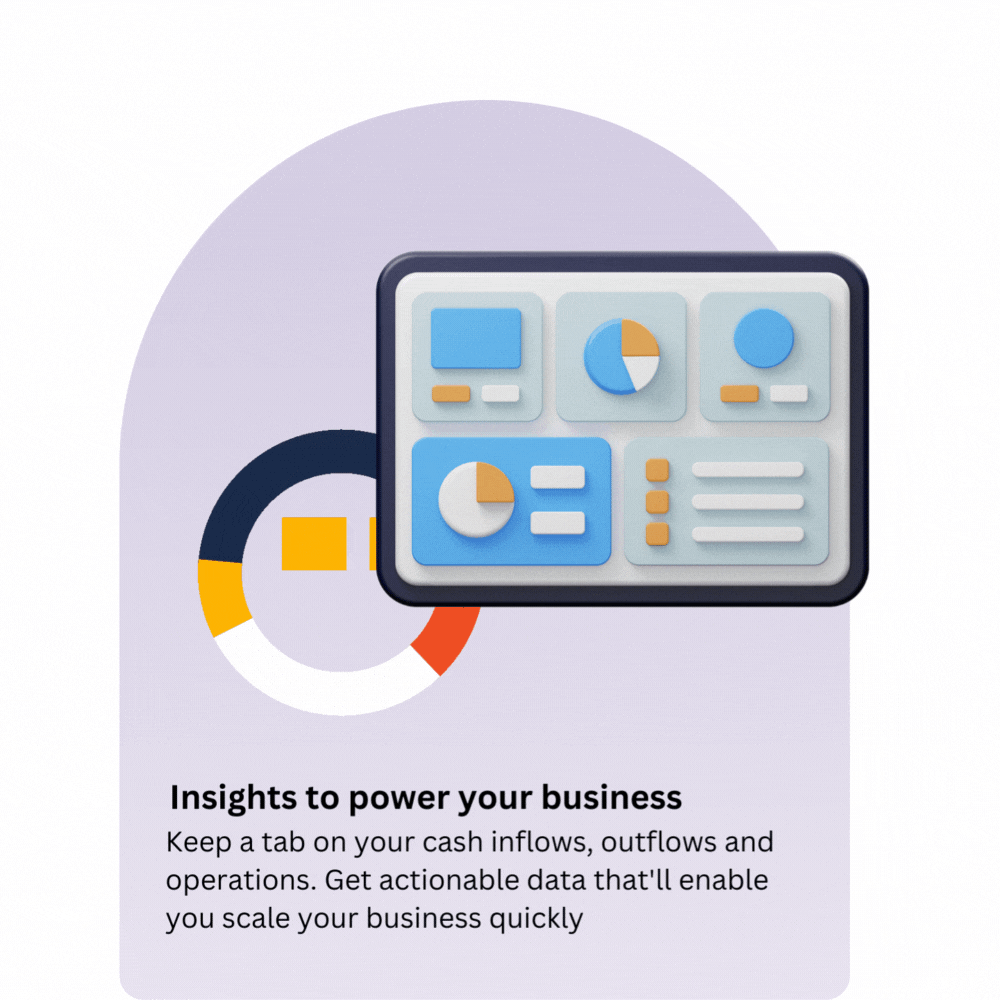 Insights to power your business
Keep a tab on your cash inflows, outflows and
operations. Get actionable data that'll enable
you scale your business quickly